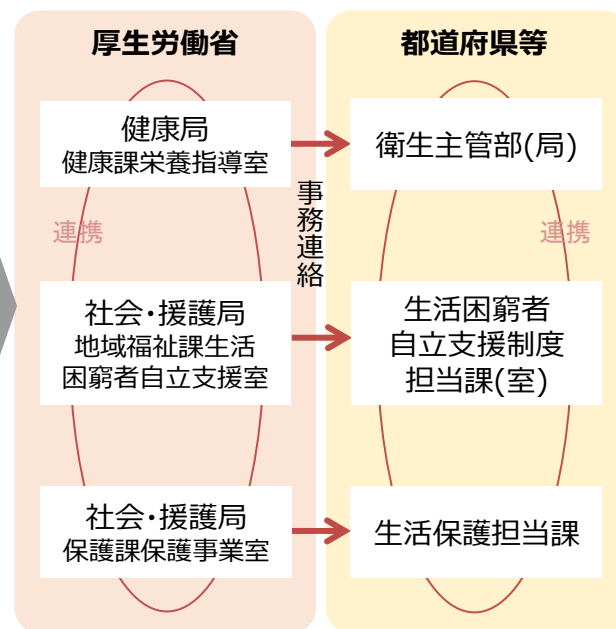 厚生労働省
健康局
健康課栄養指導室
連携
社会・援護局
地域福祉課生活
困窮者自立支援室
社会・援護局
保護課保護事業室
事務連絡
都道府県等
衛生主管部(局)
連携
生活困窮者
自立支援制度
担当課(室)
生活保護担当課